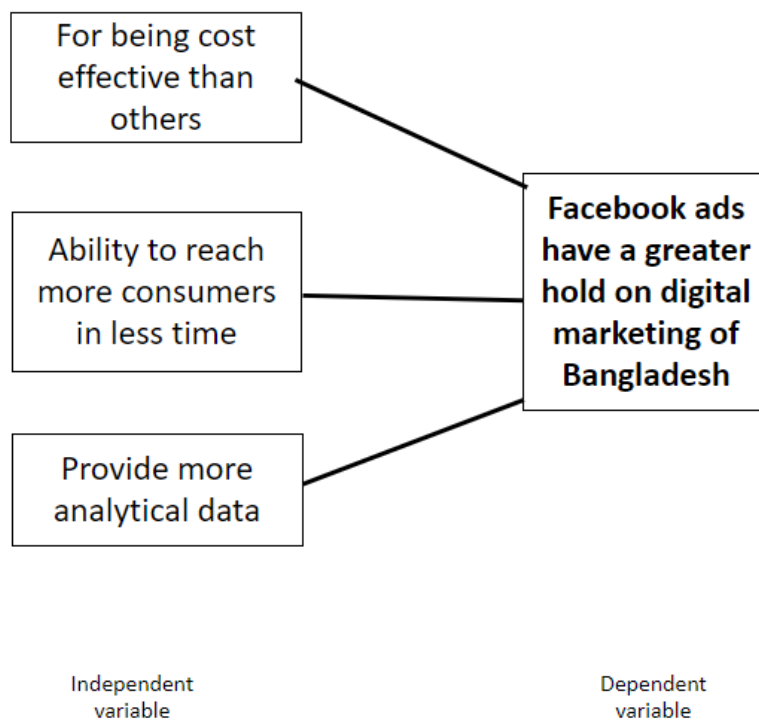 For being cost
effective than
others
Ability to reach
more consumers
in less time
Provide more
analytical data
Facebook ads
have a greater
hold on digital
marketing of
Bangladesh
Independent
variable
Dependent
variable